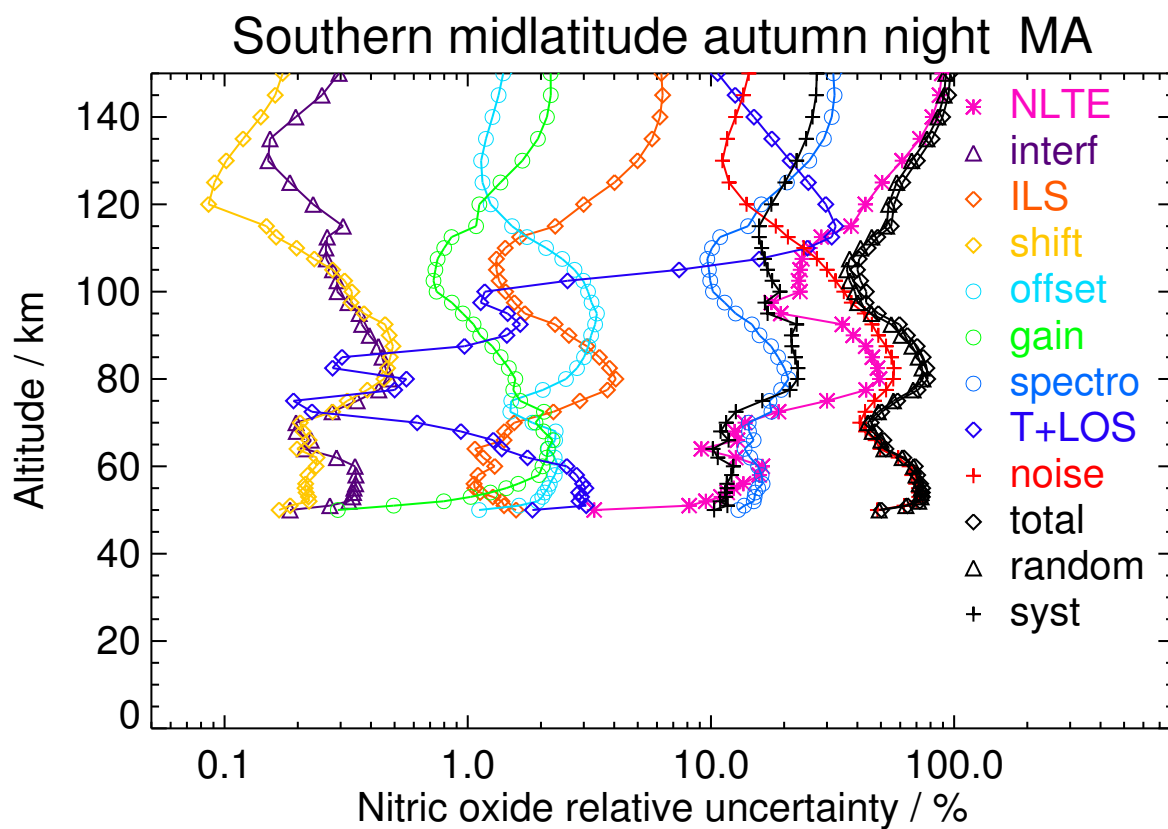 Southern midlatitude autumn night MA
Altitude / km
140
120
100
80
60
40
20
0
NLTE
interf
ILS
shift
offset
gain
spectro
T+LOS
noise
total
random
syst
0.1
1.0
10.0
100.0
Nitric oxide relative uncertainty / %